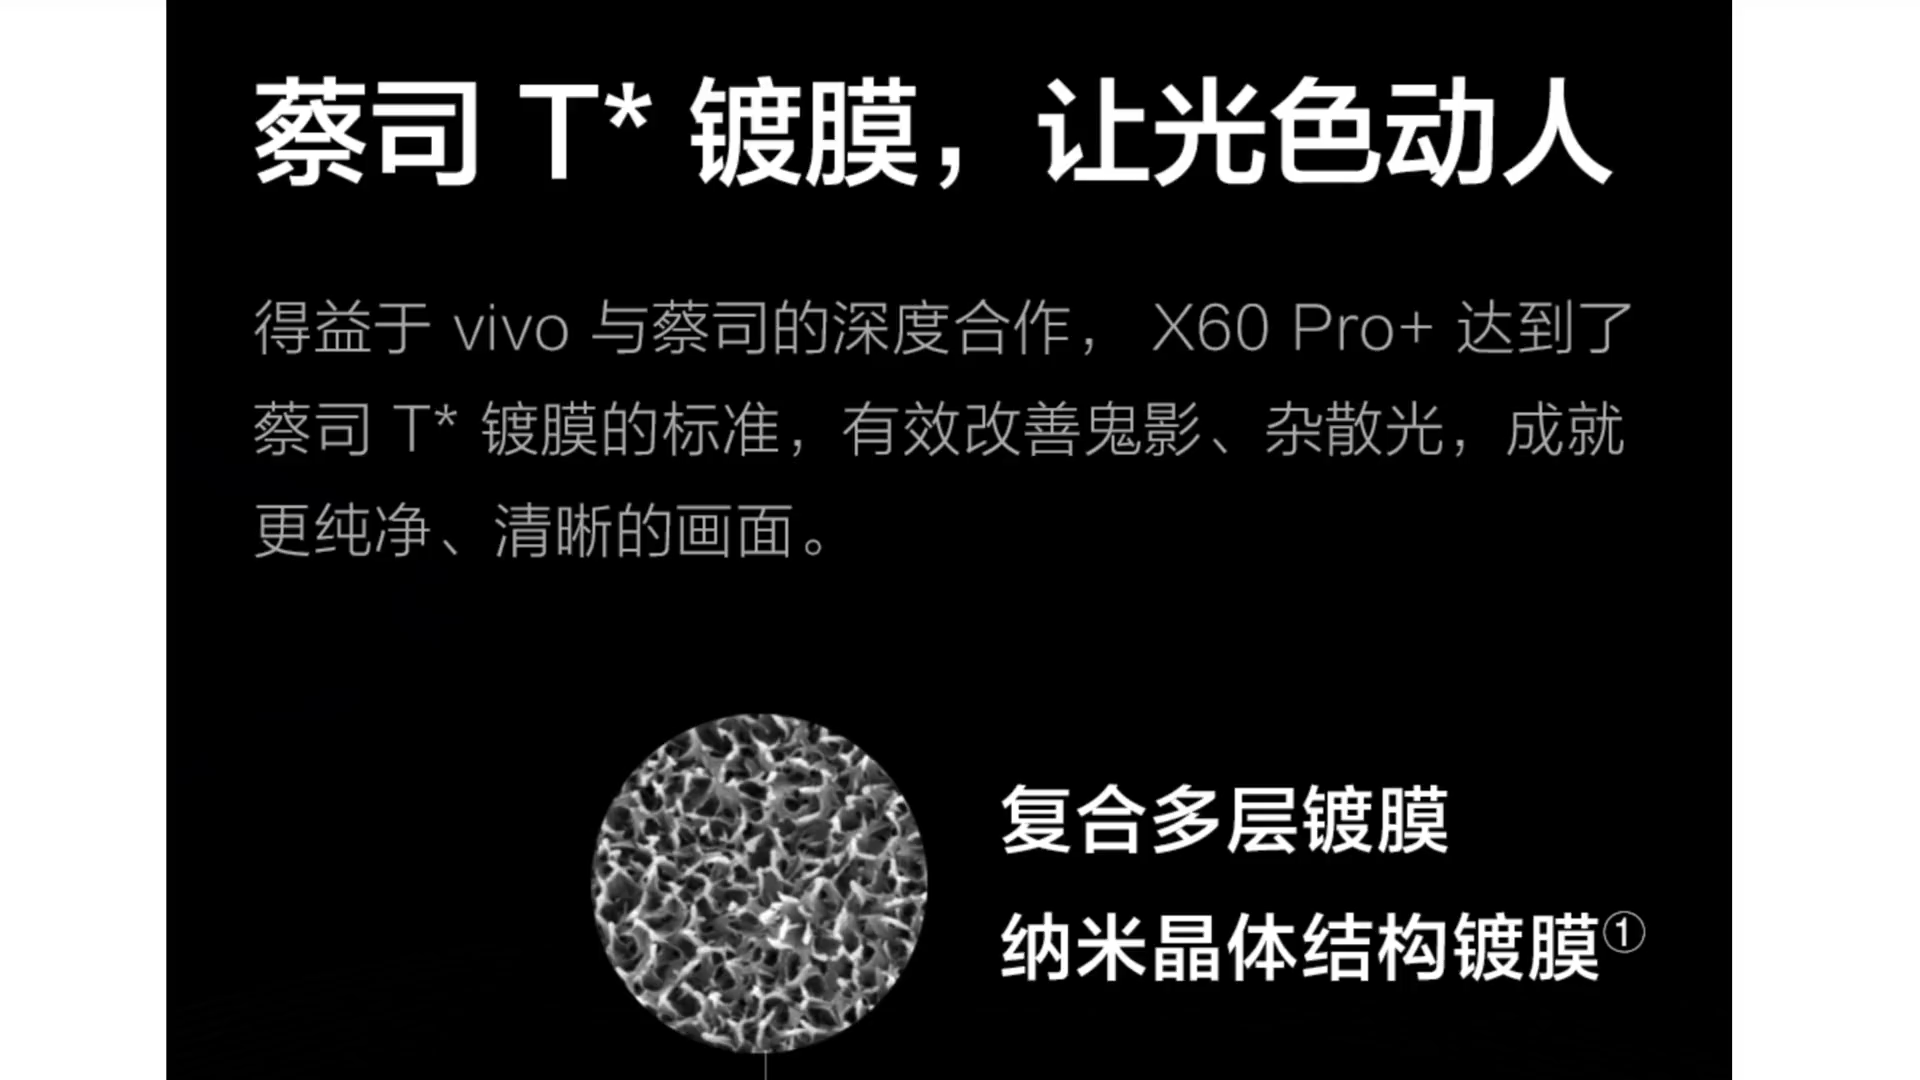 蔡司 T* 镀膜，让光色动人
得益于 vivo 与蔡司的深度合作， X60 Pro+ 达到了
蔡司 T* 镀膜的标准，有效改善鬼影、杂散光，成就
更纯净、清晰的画面。
复合多层镀膜
纳米晶体结构镀膜①